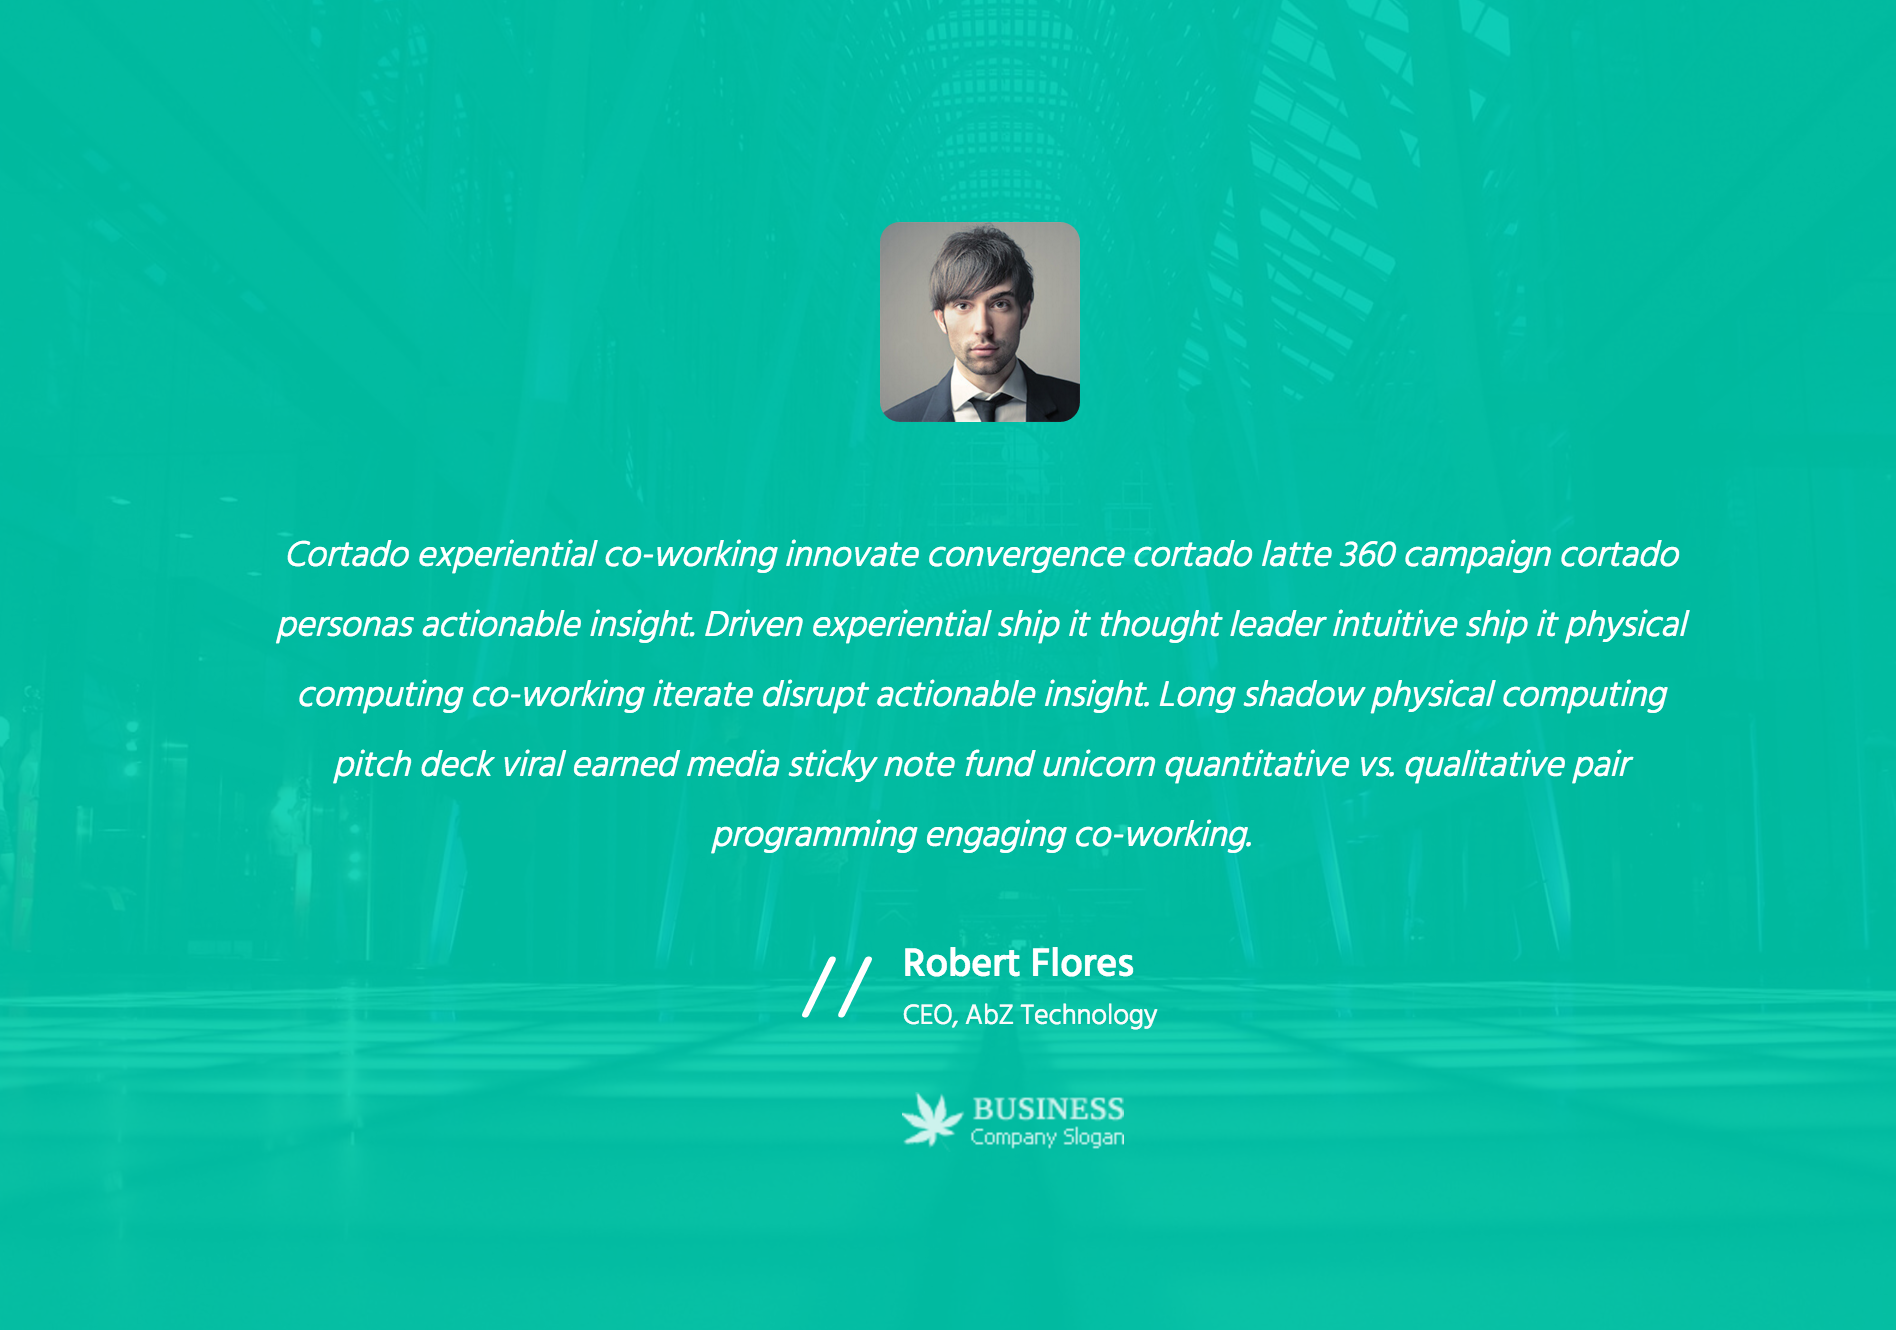 Cortado experiential co-working innovate convergence cortado latte 360 campaign cortado
personas actionable insight. Driven experiential ship it thought leader intuitive ship it physical
computing co-working iterate disrupt actionable insight. Long shadow physical computing
pitch deck viral earned media sticky note fund unicorn quantitative vs. qualitative pair
programming engaging co-working.
// Robert Flores
CEO, AbZ Technology
BUSINESS
Company Slogan